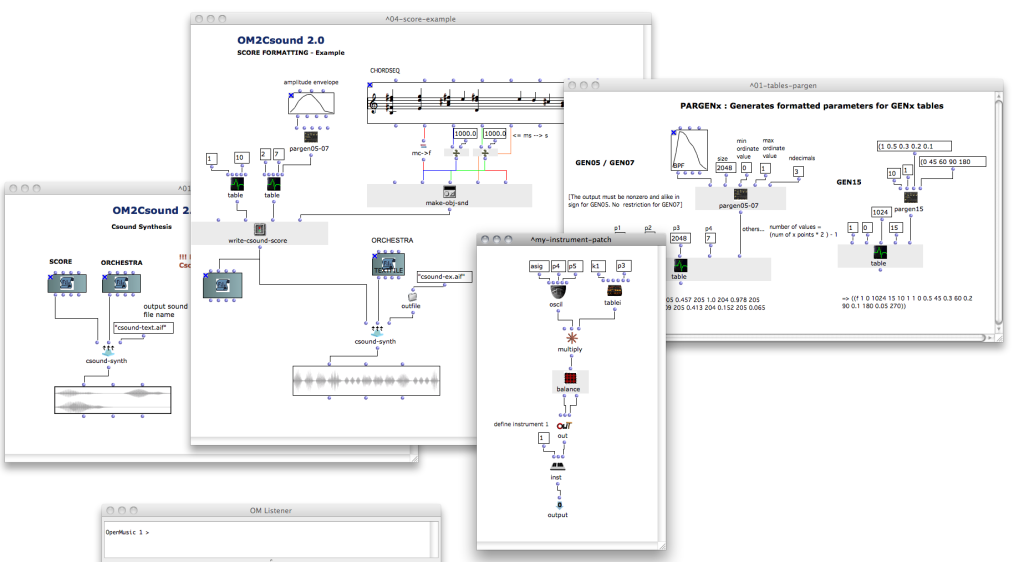 ^04-score-example
OM2Csound 2.0
SCORE FORMATTING - Example
amplitude envelope
CHORDSEQ
pargen05-07
1000.0
1000.0
<= ms --> s
mc->f
1
10
2
7
table
table
make-obj-snd
write-csound-score
ORCHESTRA
TEXTFILE
"csound-ex.aif"
outfile
csound-synth
^01-tables-pargen
PARGENx : Generates formatted parameters for GENx tables
BPF
size
min
ordinate
value
max
ordinate
value
ndecimals
2048
0
1
3
GEN05 / GEN07
pargen05-07
[The output must be nonzero and alike in
sign for GEN05. No restriction for GEN07]
p1
p2
p3
p4
2048
7
others...
number of values =
(num of x points * 2 ) - 1
table
05 0.457 205 1.0 204 0.978 205
09 205 0.413 204 0.152 205 0.065
(1 0.5 0.3 0.2 0.1
(0 45 60 90 180
10
1
GEN15
pargen15
1024
1
0
15
table
=> ((f 1 0 1024 15 10 1 1 0 0.5 45 0.3 60 0.2
90 0.1 180 0.05 270))
^01
OM2Csound 2.
Csound Synthesis
!!!
Csc
SCORE
ORCHESTRA
output sound
file name
"csound-text.aif"
csound-synth
^my-instrument-patch
asig
p4
p5
k1
p3
oscil
tablei
multiply
balance
define instrument 1
OUT
out
1
inst
output
OM Listener
OpenMusic 1 >